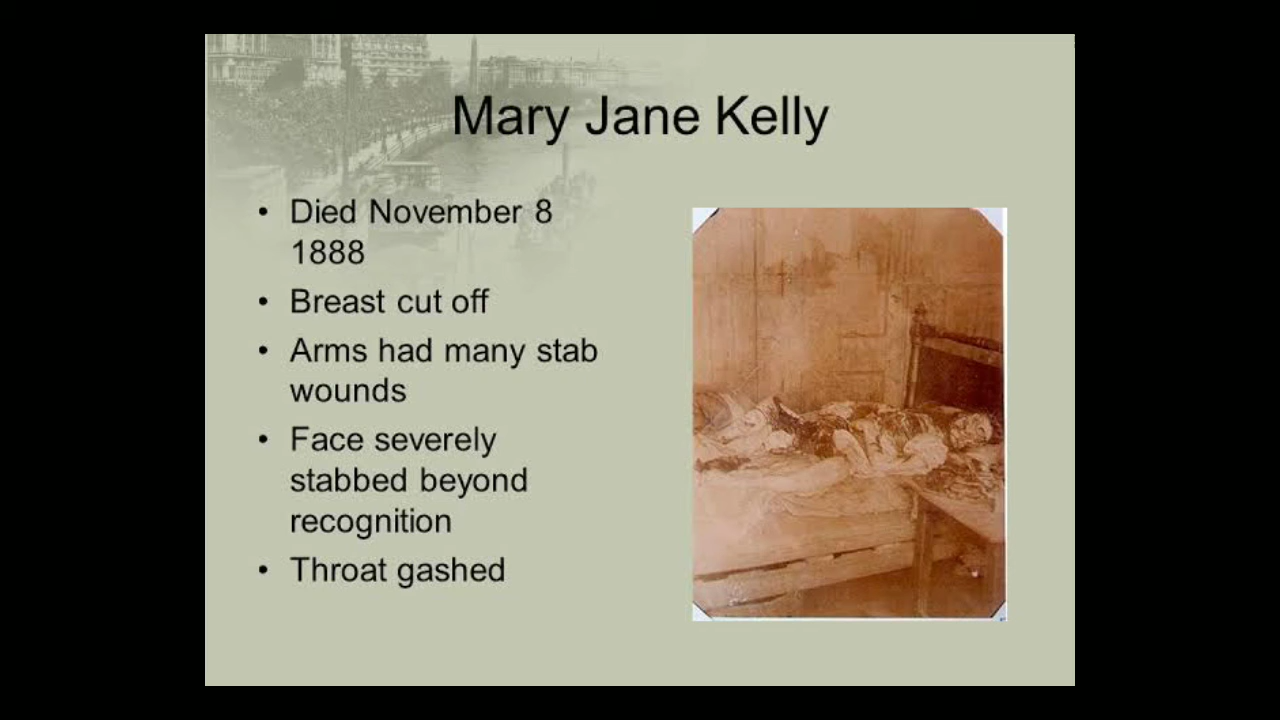 Mary Jane Kelly
• Died November 8
1888
• Breast cut off
• Arms had many stab
wounds
• Face severely
stabbed beyond
recognition
• Throat gashed